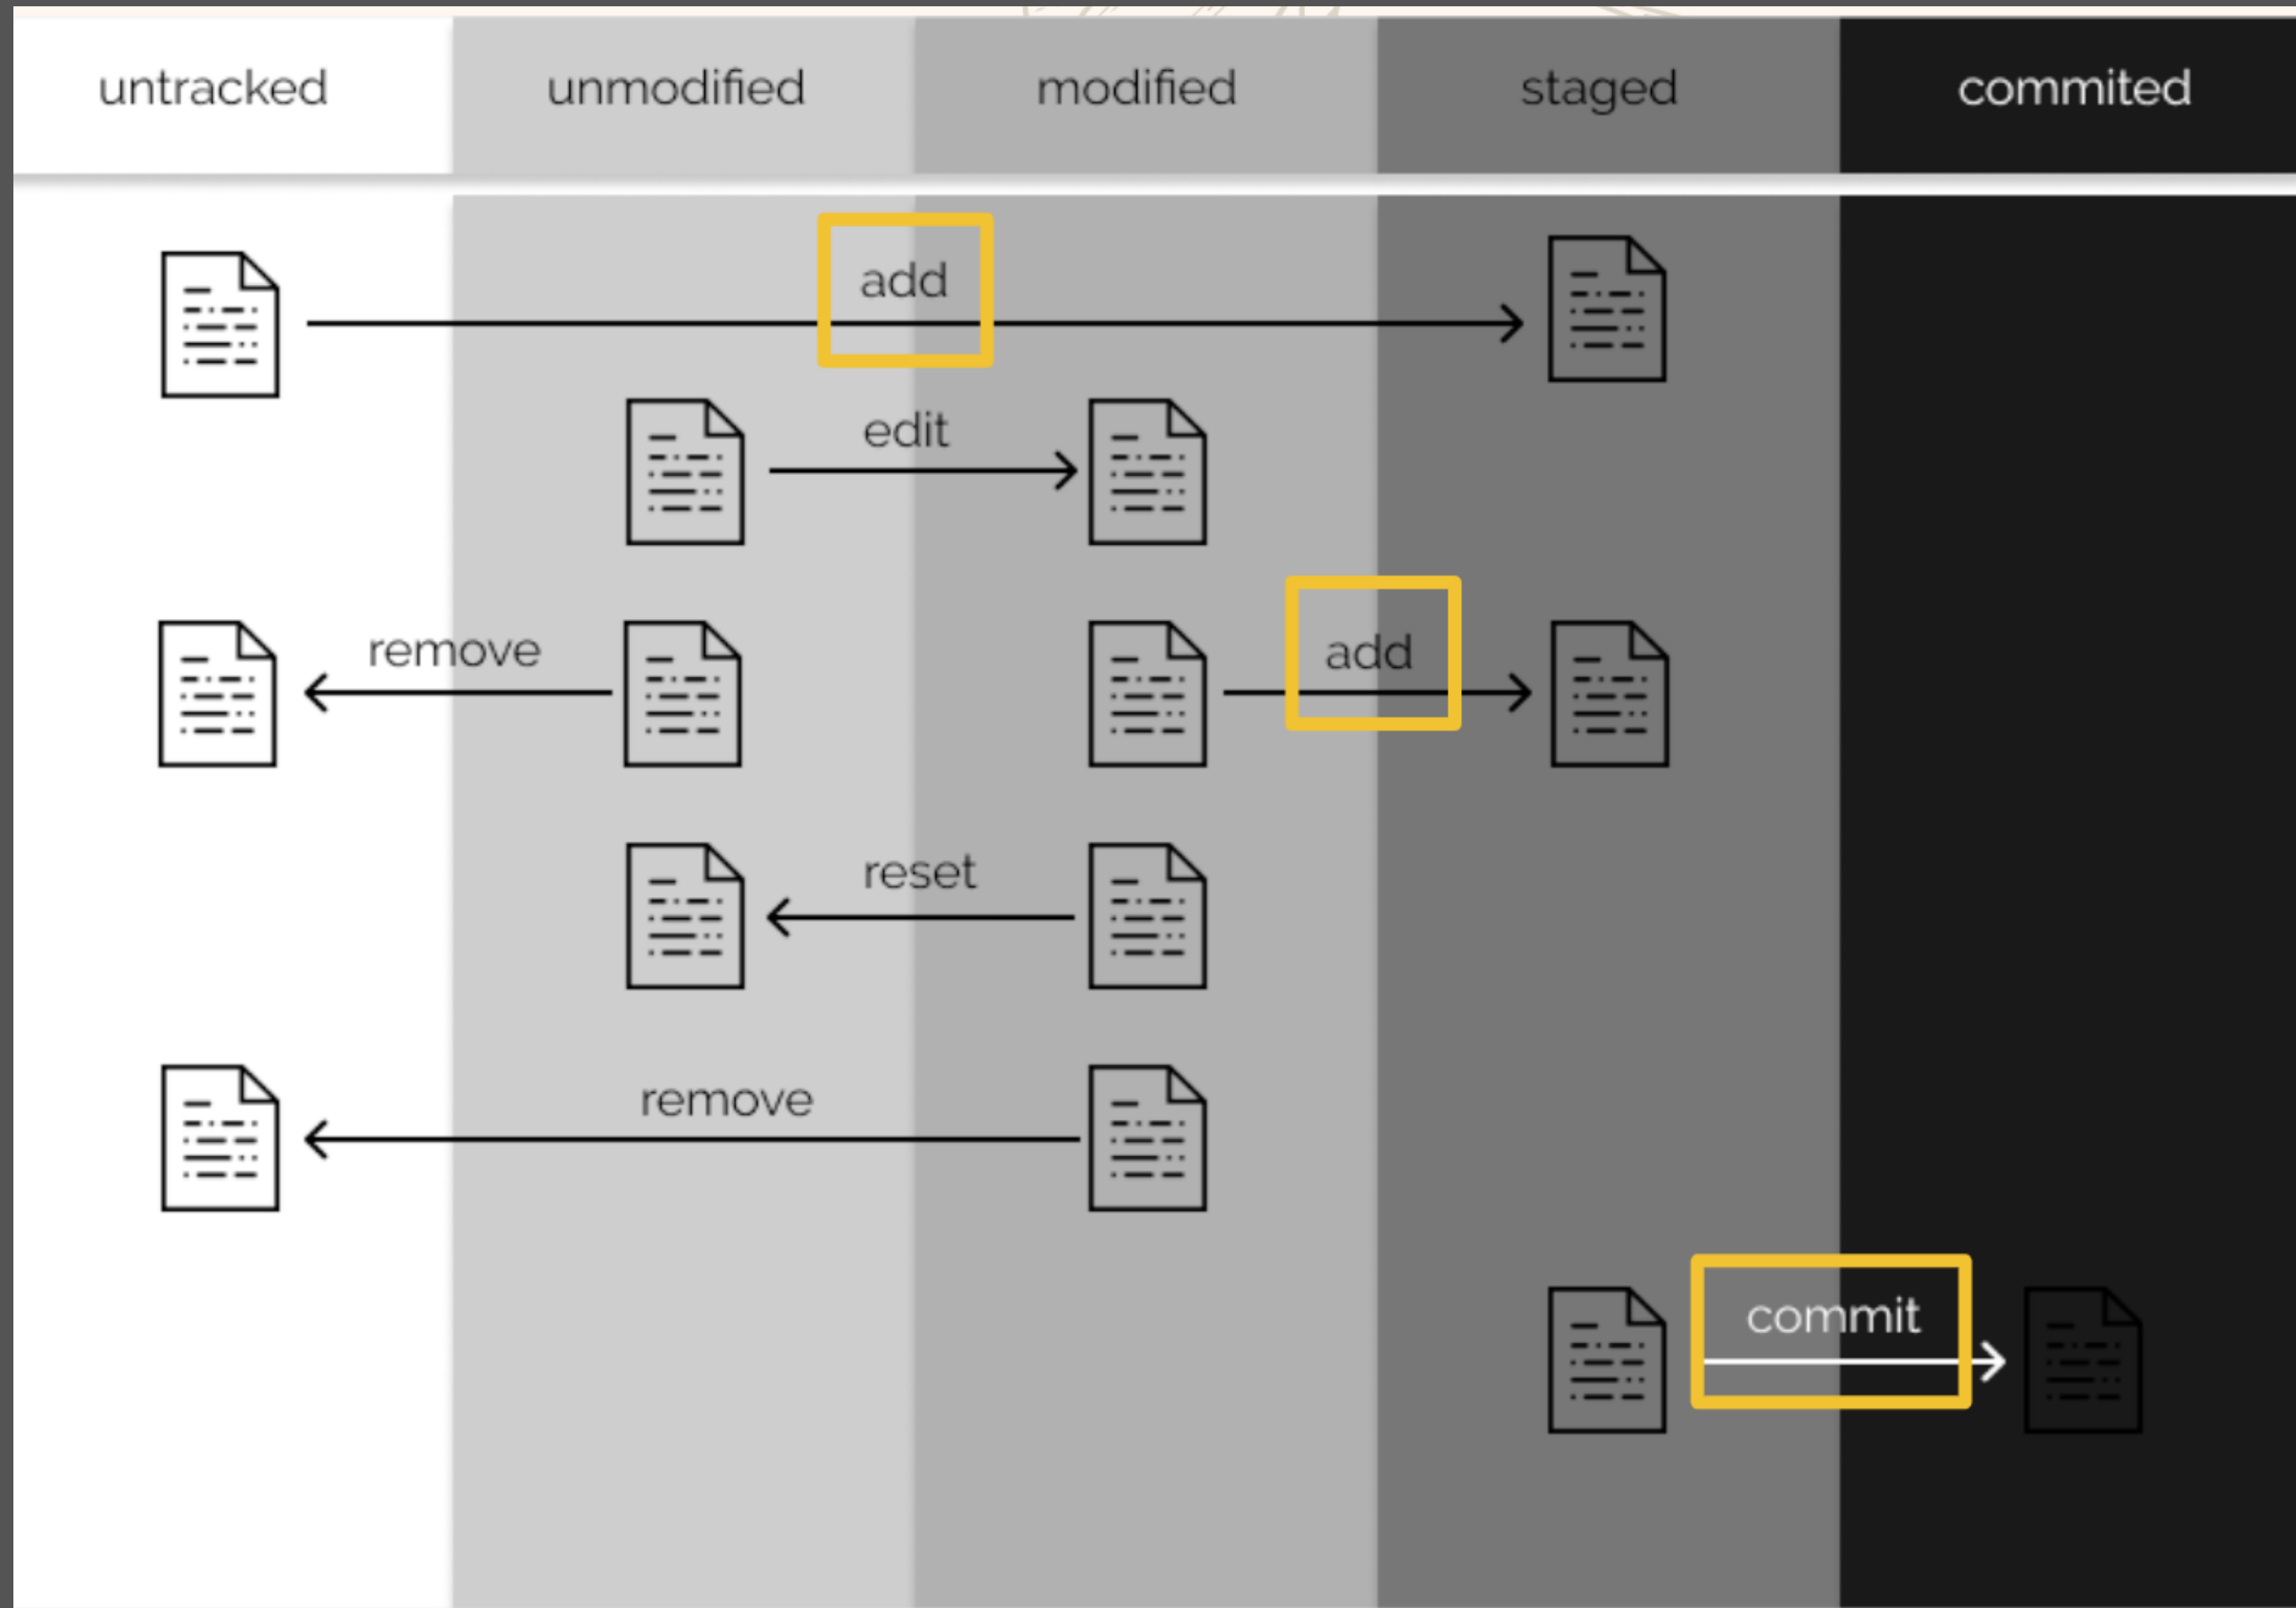 untracked
unmodified
modified
staged
commited
add
edit
remove
add
reset
remove
commit